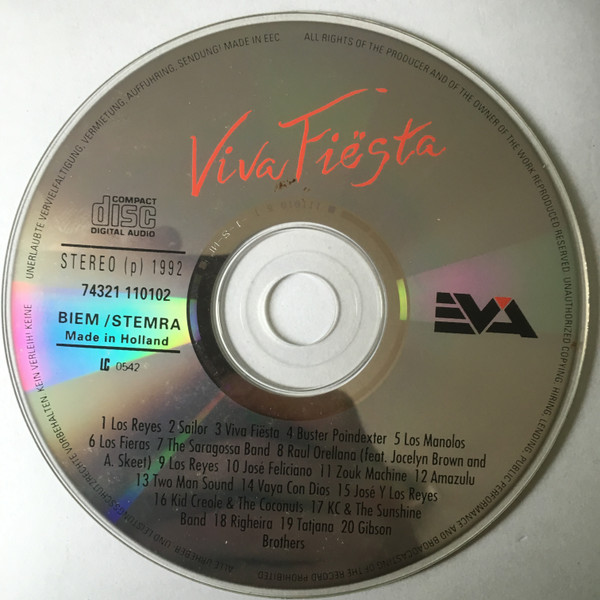 Viva Fiësta
COMPACT
disc
DIGITAL AUDIO
STEREO (p) 1992
74321 110102
BIEM / STEMRA
Made in Holland
LC 0542
EVA
1 Los Reyes 2 Sailor 3 Viva Fiësta 4 Buster Poindexter 5 Los Manolos
6 Los Fieras 7 The Saragossa Band 8 Raul Orellana (feat. Jocelyn Brown and
A. Skeet) 9 Los Reyes 10 José Feliciano 11 Zouk Machine 12 Amazulu
13 Two Man Sound 14 Vaya Con Dios 15 José Y Los Reyes
16 Kid Creole & The Coconuts 17 KC & The Sunshine
Band 18 Righeira 19 Tatjana 20 Gibson
Brothers
ALL RIGHTS OF THE PRODUCER AND OF THE OWNER OF THE WORK REPRODUCED RESERVED. UNAUTHORIZED COPYING, HIRING, LENDING, PUBLIC PERFORMANCE AND BROADCASTING OF THIS RECORD PROHIBITED
ALLE URHEBER- UND LEISTUNGSSCHUTZRECHTE VORBEHALTEN. KEIN VERLEIH! KEINE UNERLAUBTE VERVIELFÄLTIGUNG, VERMIETUNG, AUFFÜHRUNG, SENDUNG! MADE IN EEC